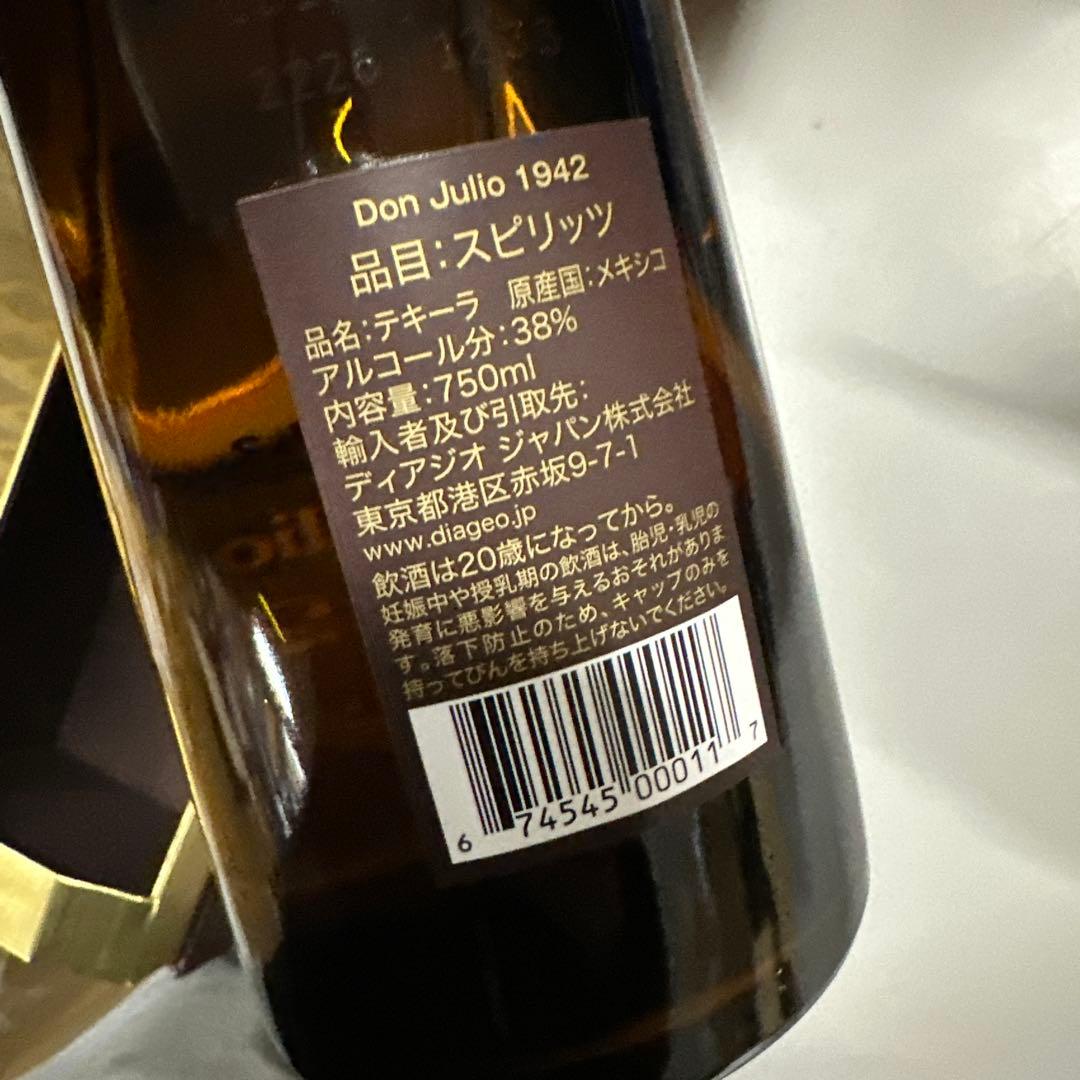 Don Julio 1942
品目:スピリッツ
品名:テキーラ 原産国:メキシコ
アルコール分:38%
内容量:750ml
輸入者及び引取先:
ディアジオ ジャパン株式会社
東京都港区赤坂9-7-1
www.diageo.jp
飲酒は20歳になってから。
妊娠中や授乳期の飲酒は、胎児・乳児の
発育に悪影響を与えるおそれがありま
す。落下防止のため、キャップのみを
持ってびんを持ち上げないでください。
6 74545 00011 7